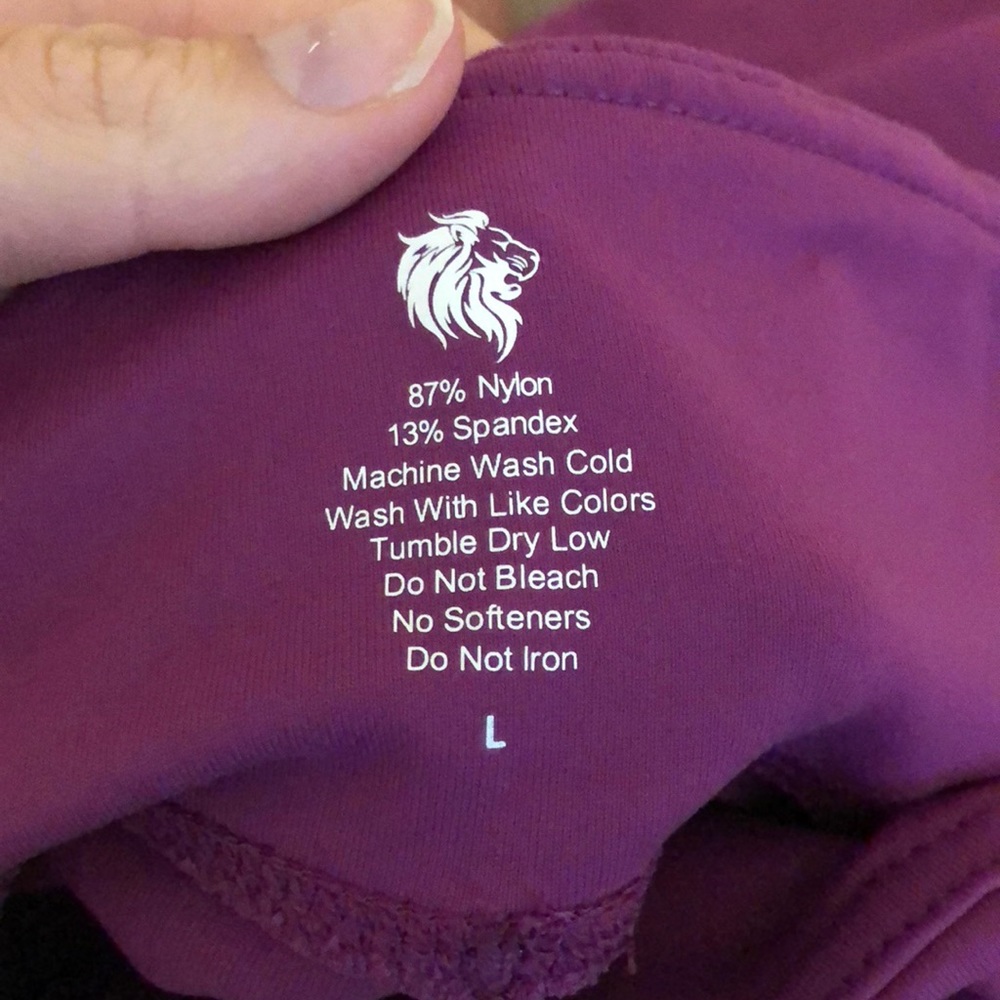 87% Nylon
13% Spandex
Machine Wash Cold
Wash With Like Colors
Tumble Dry Low
Do Not Bleach
No Softeners
Do Not Iron
L